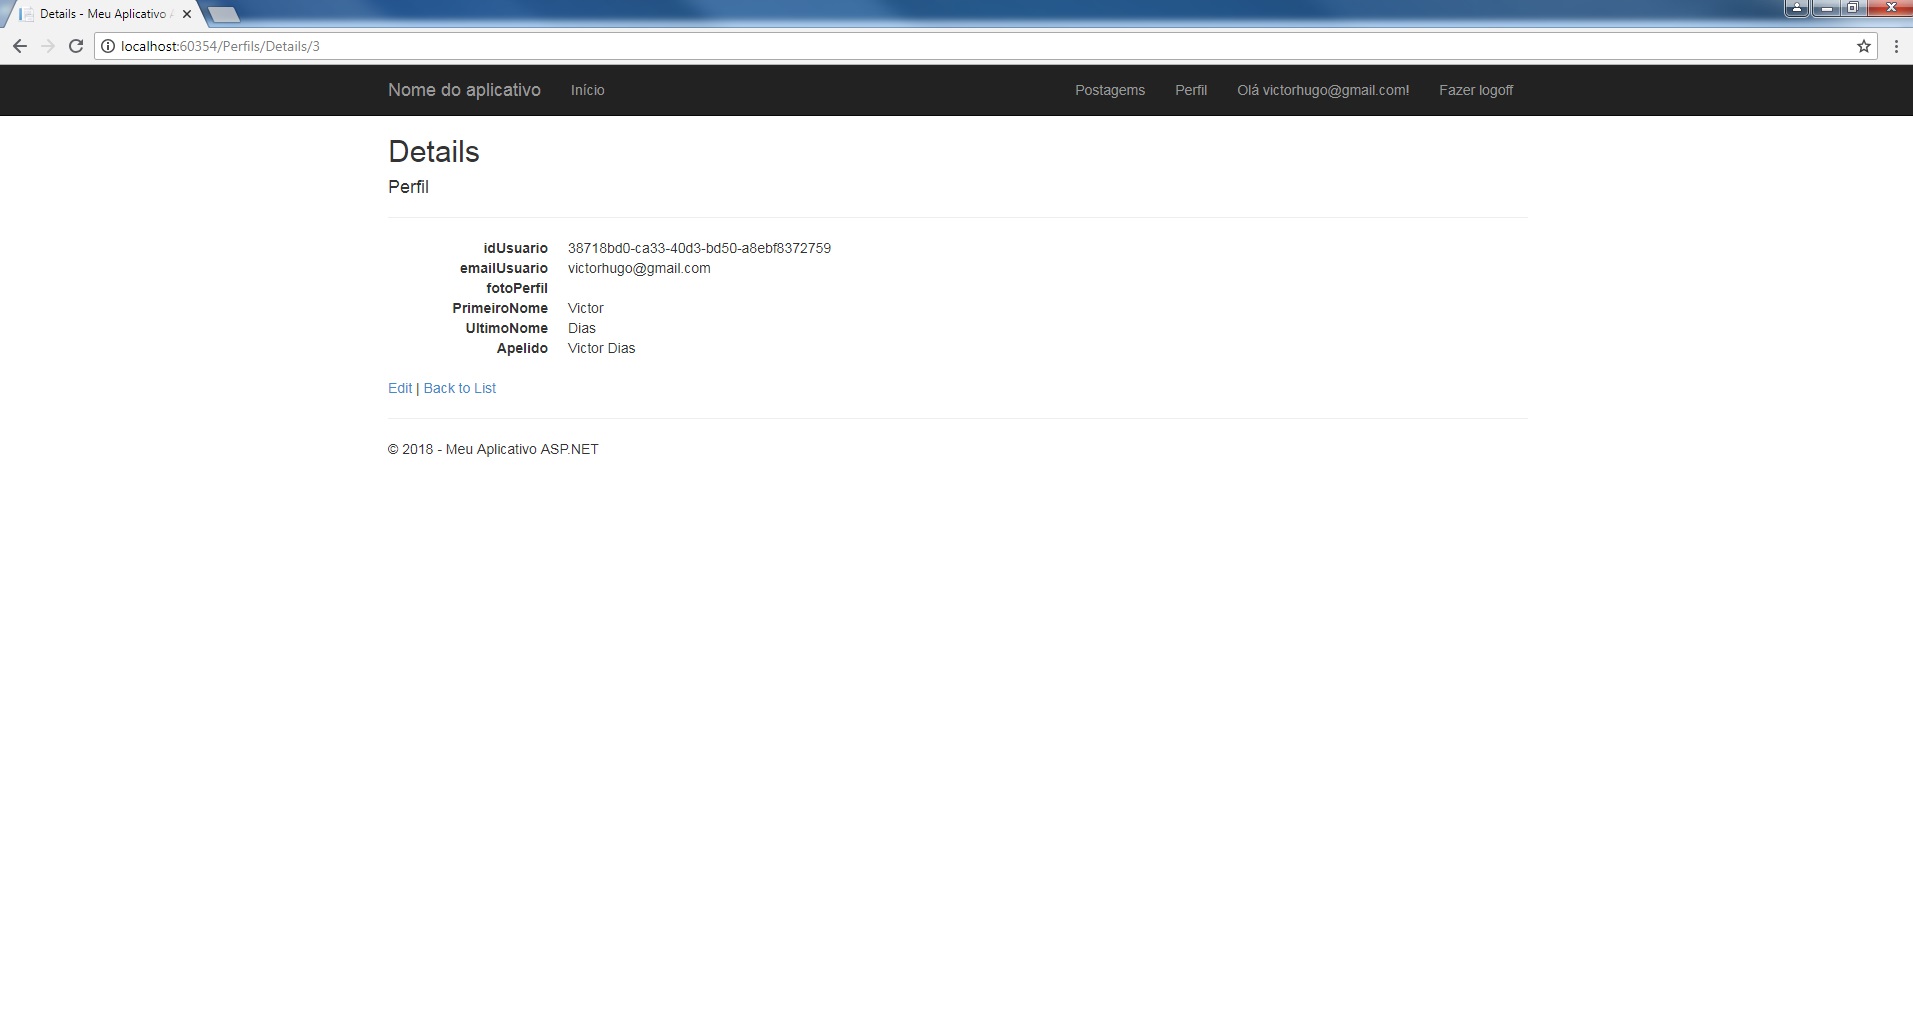 Details - Meu Aplicativo
localhost:60354/Perfils/Details/3
Nome do aplicativo Início Postagems Perfil Olá victorhugo@gmail.com! Fazer logoff
Details
Perfil
idUsuario 38718bd0-ca33-40d3-bd50-a8ebf8372759
emailUsuario victorhugo@gmail.com
fotoPerfil
PrimeiroNome Victor
UltimoNome Dias
Apelido Victor Dias
Edit | Back to List
© 2018 - Meu Aplicativo ASP.NET